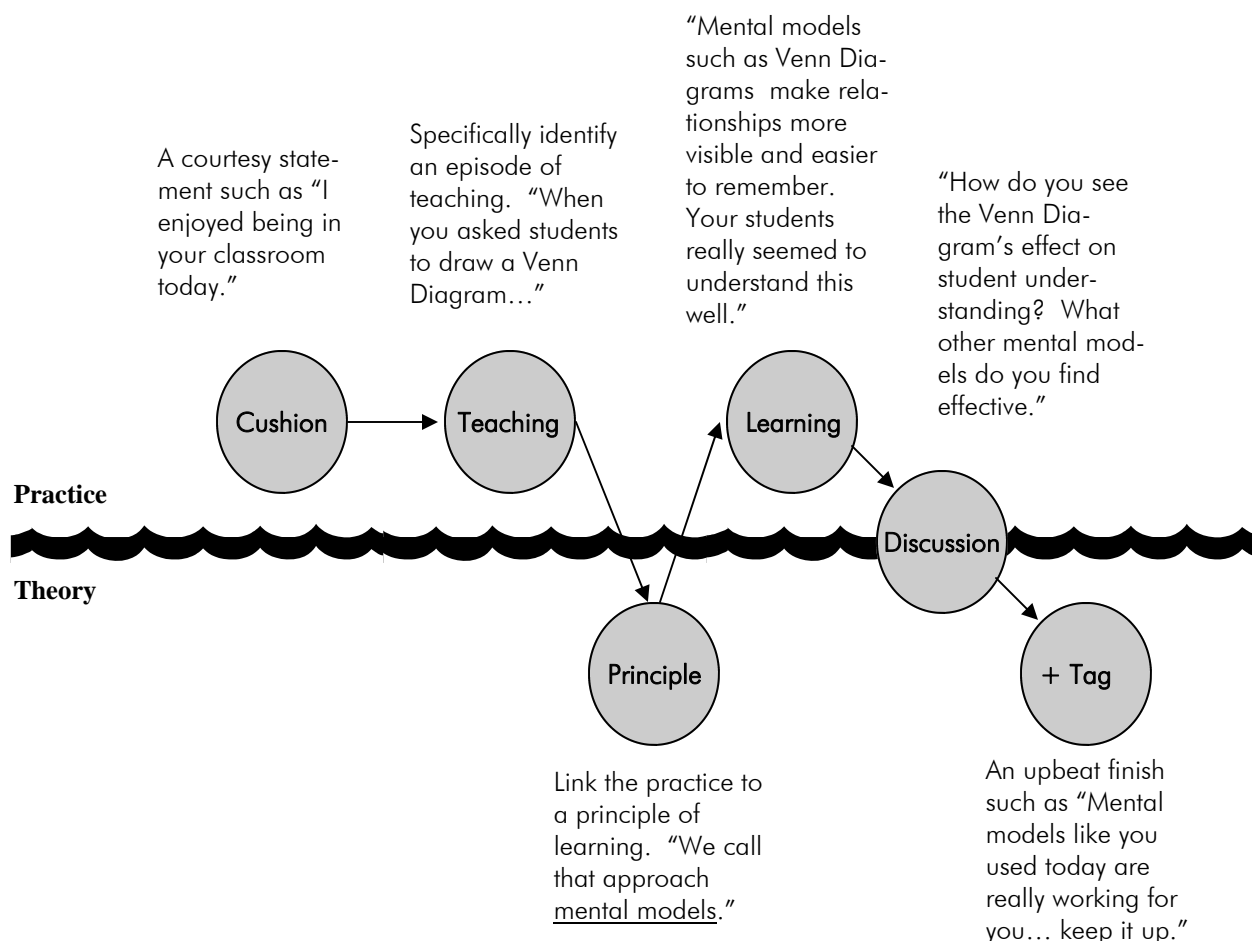 A courtesy state-
ment such as “I
enjoyed being in
your classroom
today.”
Specifically identify
an episode of
teaching.  “When
you asked students
to draw a Venn
Diagram…”
“Mental models
such as Venn Dia-
grams  make rela-
tionships more
visible and easier
to remember.
Your students
really seemed to
understand this
well.”
“How do you see
the Venn Dia-
gram’s effect on
student under-
standing?  What
other mental mod-
els do you find
effective.”
Cushion
Teaching
Learning
Practice
Discussion
Theory
Principle
+ Tag
Link the practice to
a principle of
learning.  “We call
that approach
mental models.”
An upbeat finish
such as “Mental
models like you
used today are
really working for
you… keep it up.”